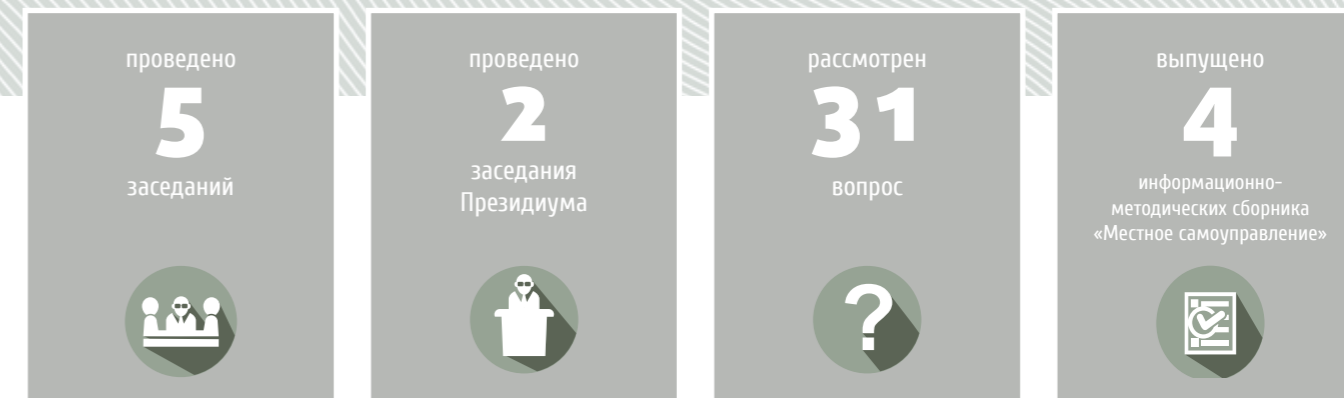 проведено
5
заседаний
проведено
2
заседания
Президиума
рассмотрен
31
вопрос
выпущено
4
информационно-
методических сборника
«Местное самоуправление»